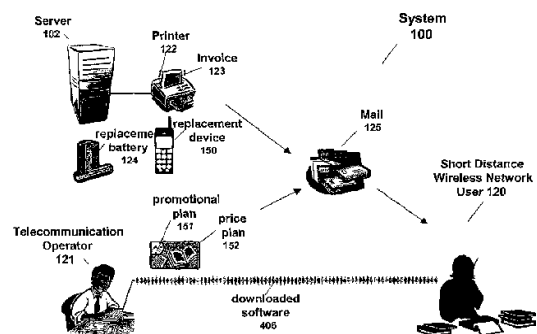 System
100
Server
102
Printer
122
Invoice
123
replaceme
battery
124
replacement
device
150
Mail
125
Short Distance
Wireless Network
User 120
promotional
plan
157
price
plan
152
Telecommunication
Operator
121
downloaded
software
406